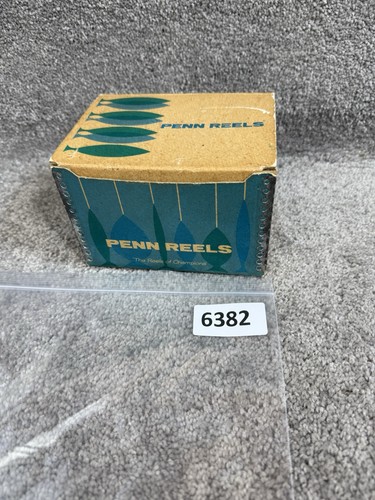 PENN REELS
PENN REELS
The Reels of Champions
6382